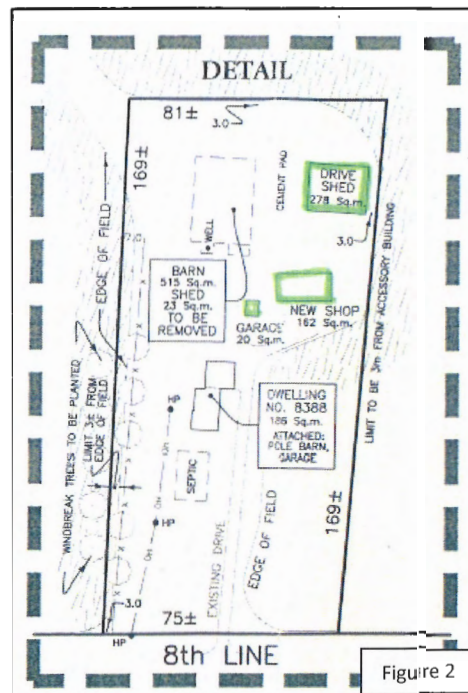 DETAIL
81±
3.0
169±
EDGE OF FIELD
WELL
CEMENT PAD
DRIVE
SHED
278 Sq.m.
3.0
BARN
515 Sq.m.
SHED
23 Sq.m.
TO BE
REMOVED
NEW SHOP
162 Sq.m.
GARAGE
20 Sq.m.
LIMIT TO BE 3m FROM ACCESSORY BUILDING
WINDBREAK TREES TO BE PLANTED
LIMIT 3± FROM
EDGE OF FIELD
HP
DWELLING
NO. 8388
186 Sq.m.
ATTACHED:
POLE BARN,
GARAGE
OH
SEPTIC
OH
HP
OH
EXISTING DRIVE
EDGE OF FIELD
169±
3.0
75±
HP
8th LINE
Figure 2